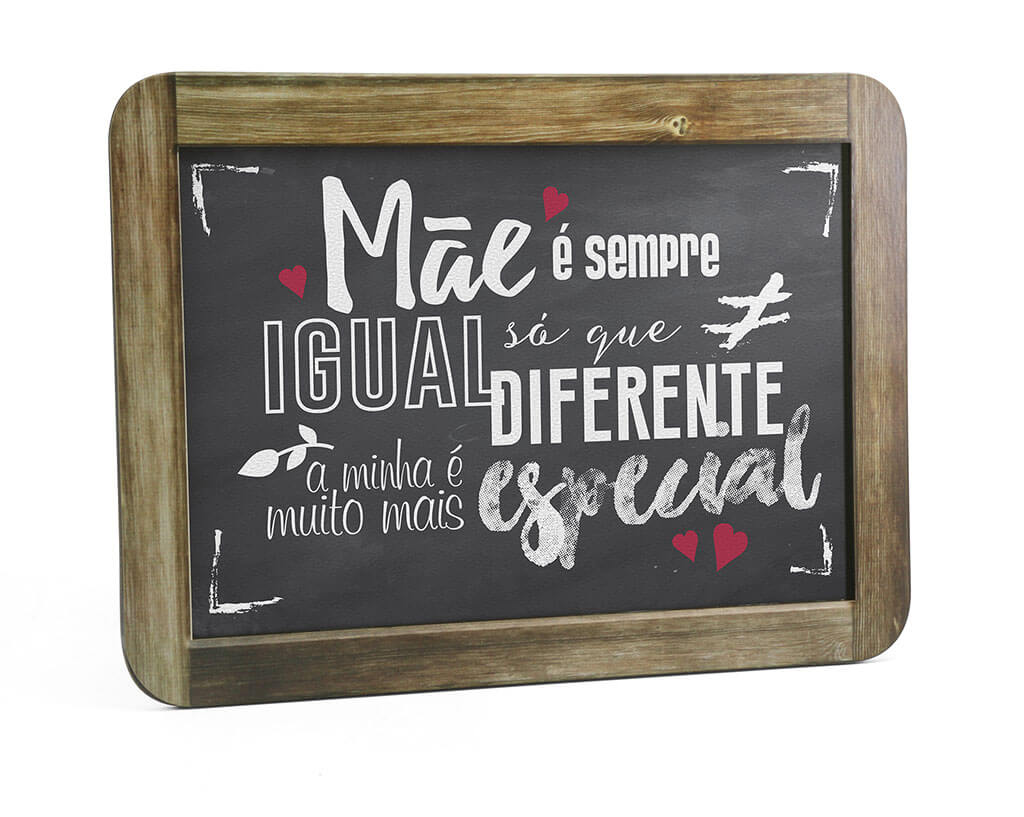 Mãe é sempre
IGUAL só que ≠
DIFERENTE
a minha é
muito mais especial